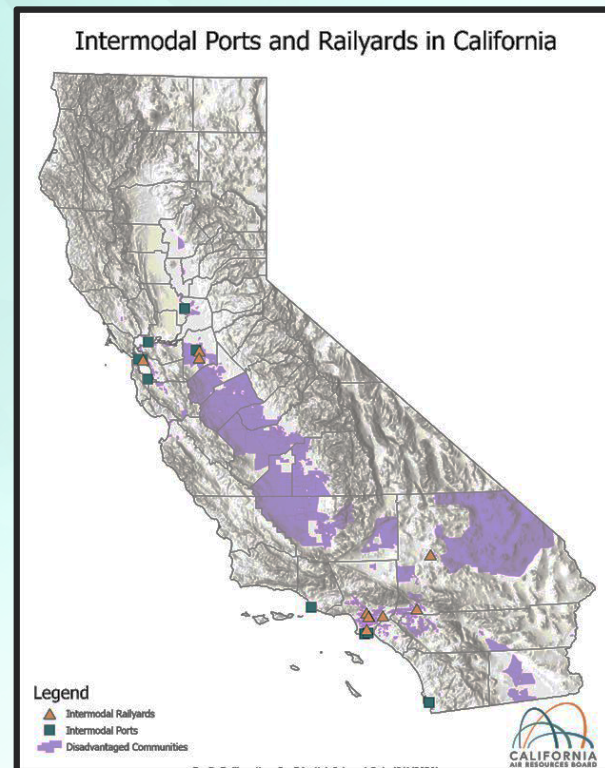 Intermodal Ports and Railyards in California
Legend
Intermodal Railyards
Intermodal Ports
Disadvantaged Communities
CALIFORNIA
AIR RESOURCES BOARD